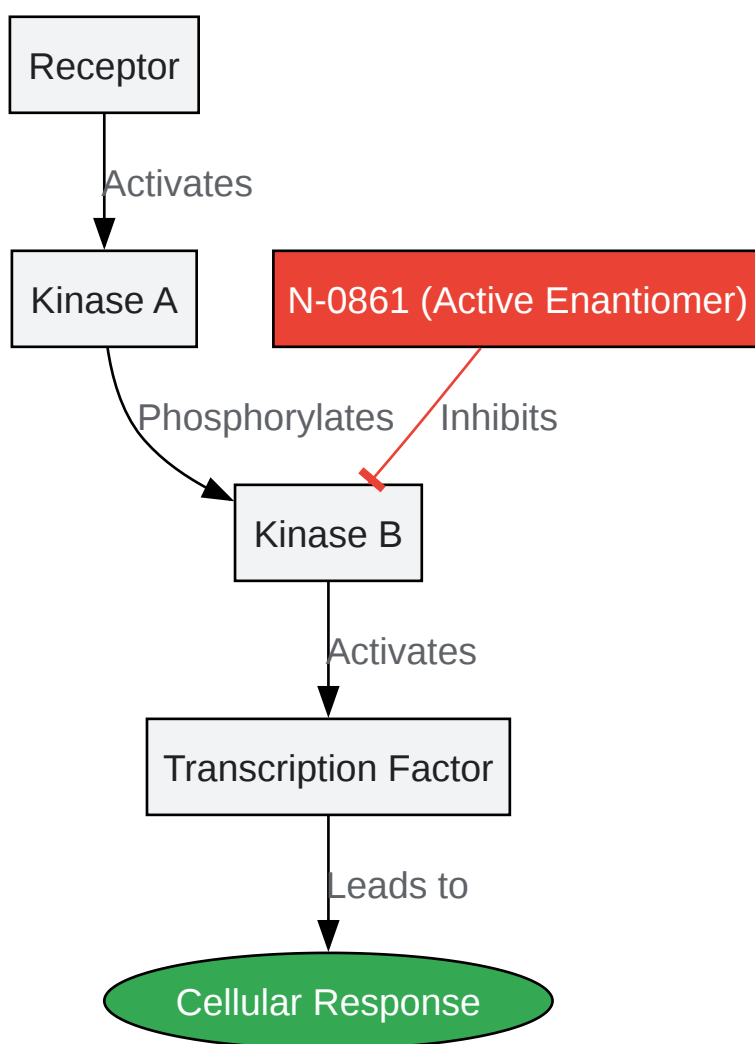 Receptor
Activates
Kinase A
N-0861 (Active Enantiomer)
Phosphorylates
Inhibits
Kinase B
Activates
Transcription Factor
Leads to
Cellular Response